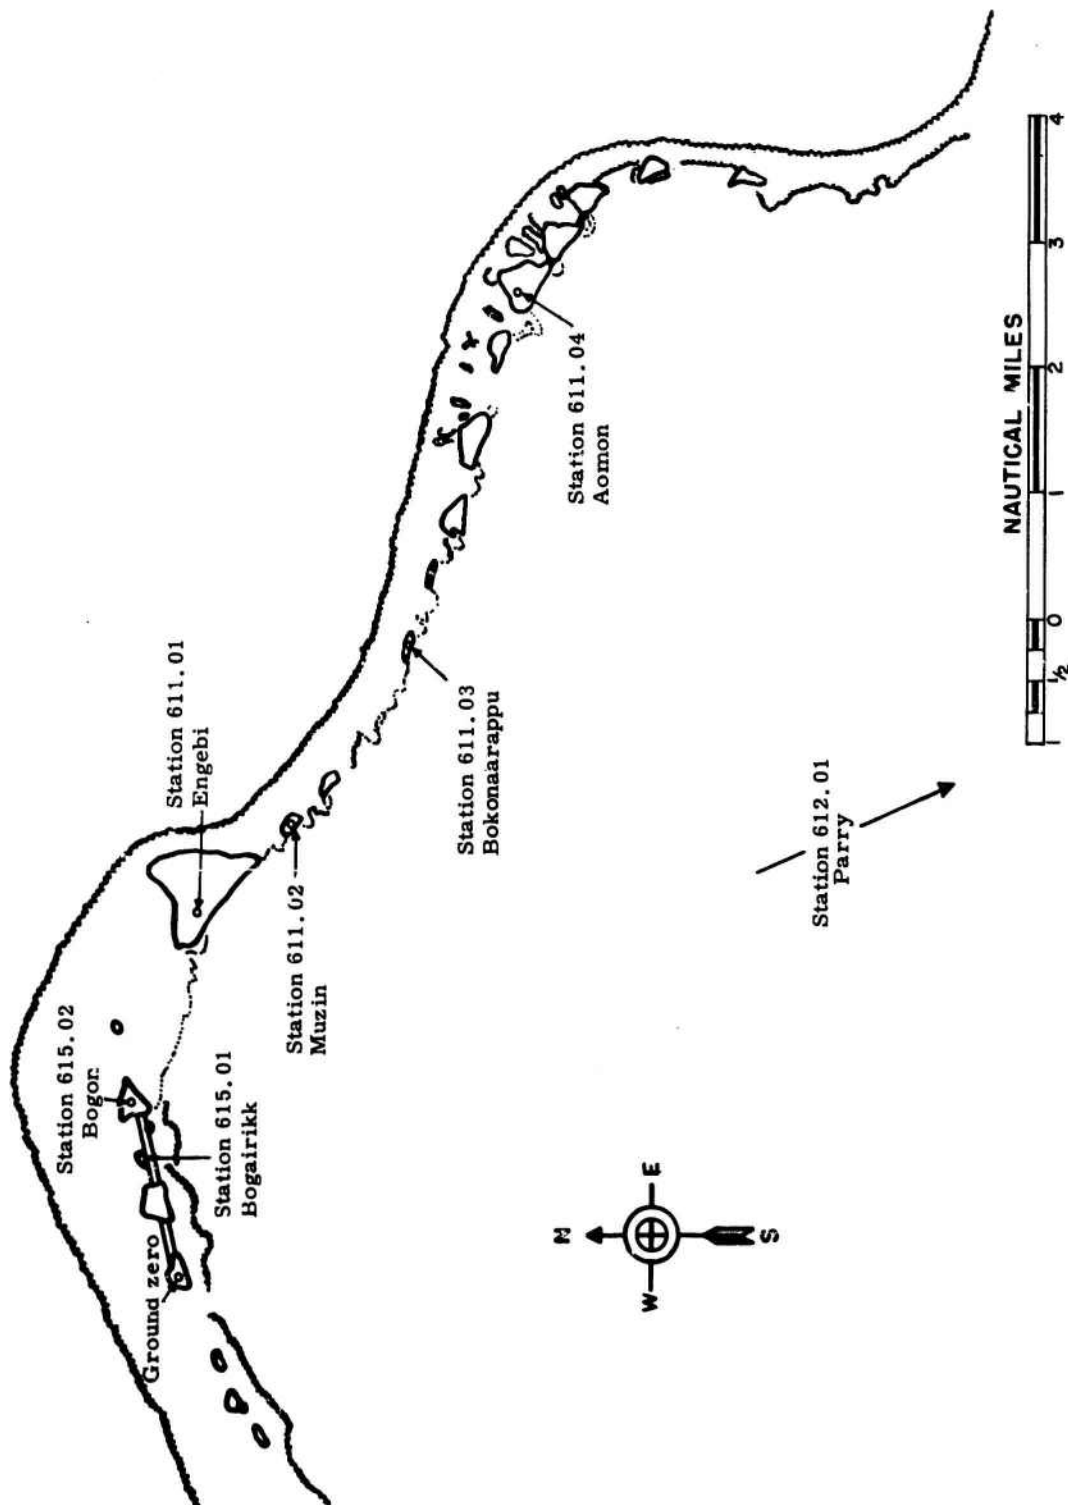 Station 615.02
Bogon
Station 611.01
Engebi
Ground zero
Station 615.01
Bogairikk
Station 611.02
Muzin
Station 611.03
Bokonaarappu
Station 611.04
Aomon
Station 612.01
Parry
N
W
E
S
NAUTICAL MILES
1
1/2
0
1
2
3
4